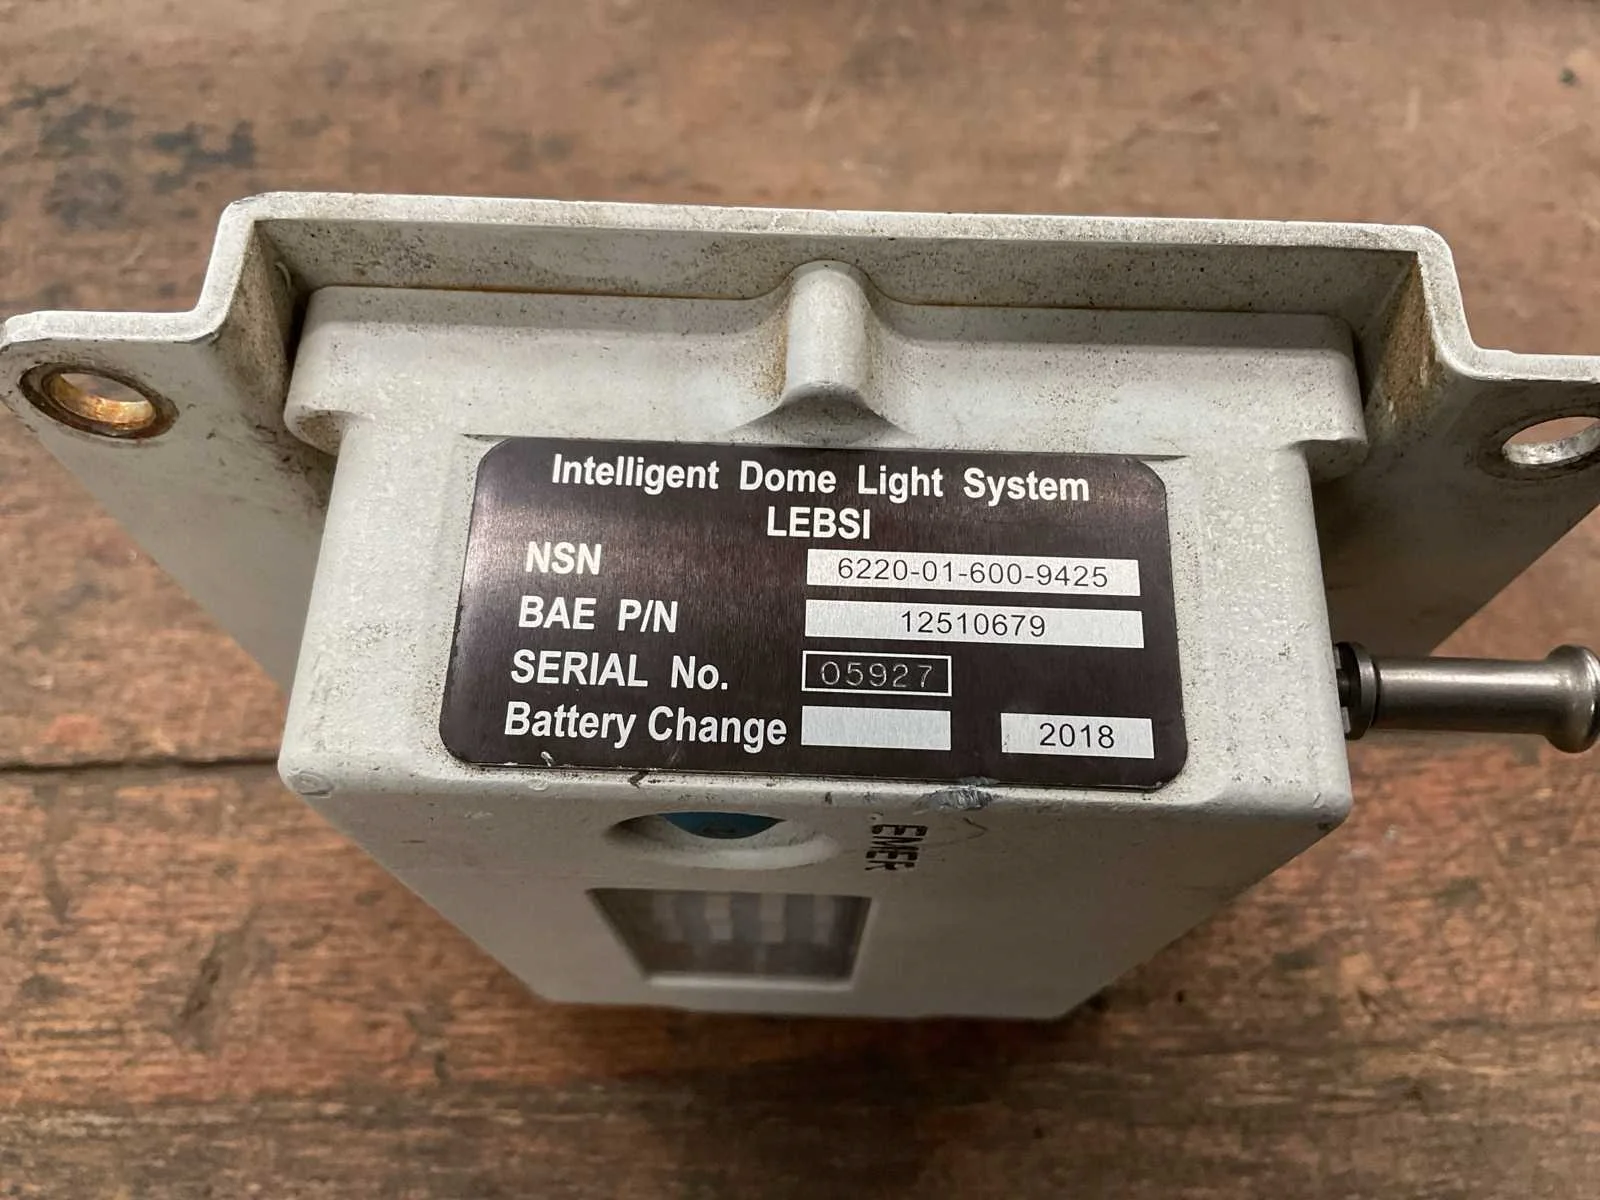 Intelligent Dome Light System
LEBSI
NSN 6220-01-600-9425
BAE P/N 12510679
SERIAL No. 05927
Battery Change 2018
EMER